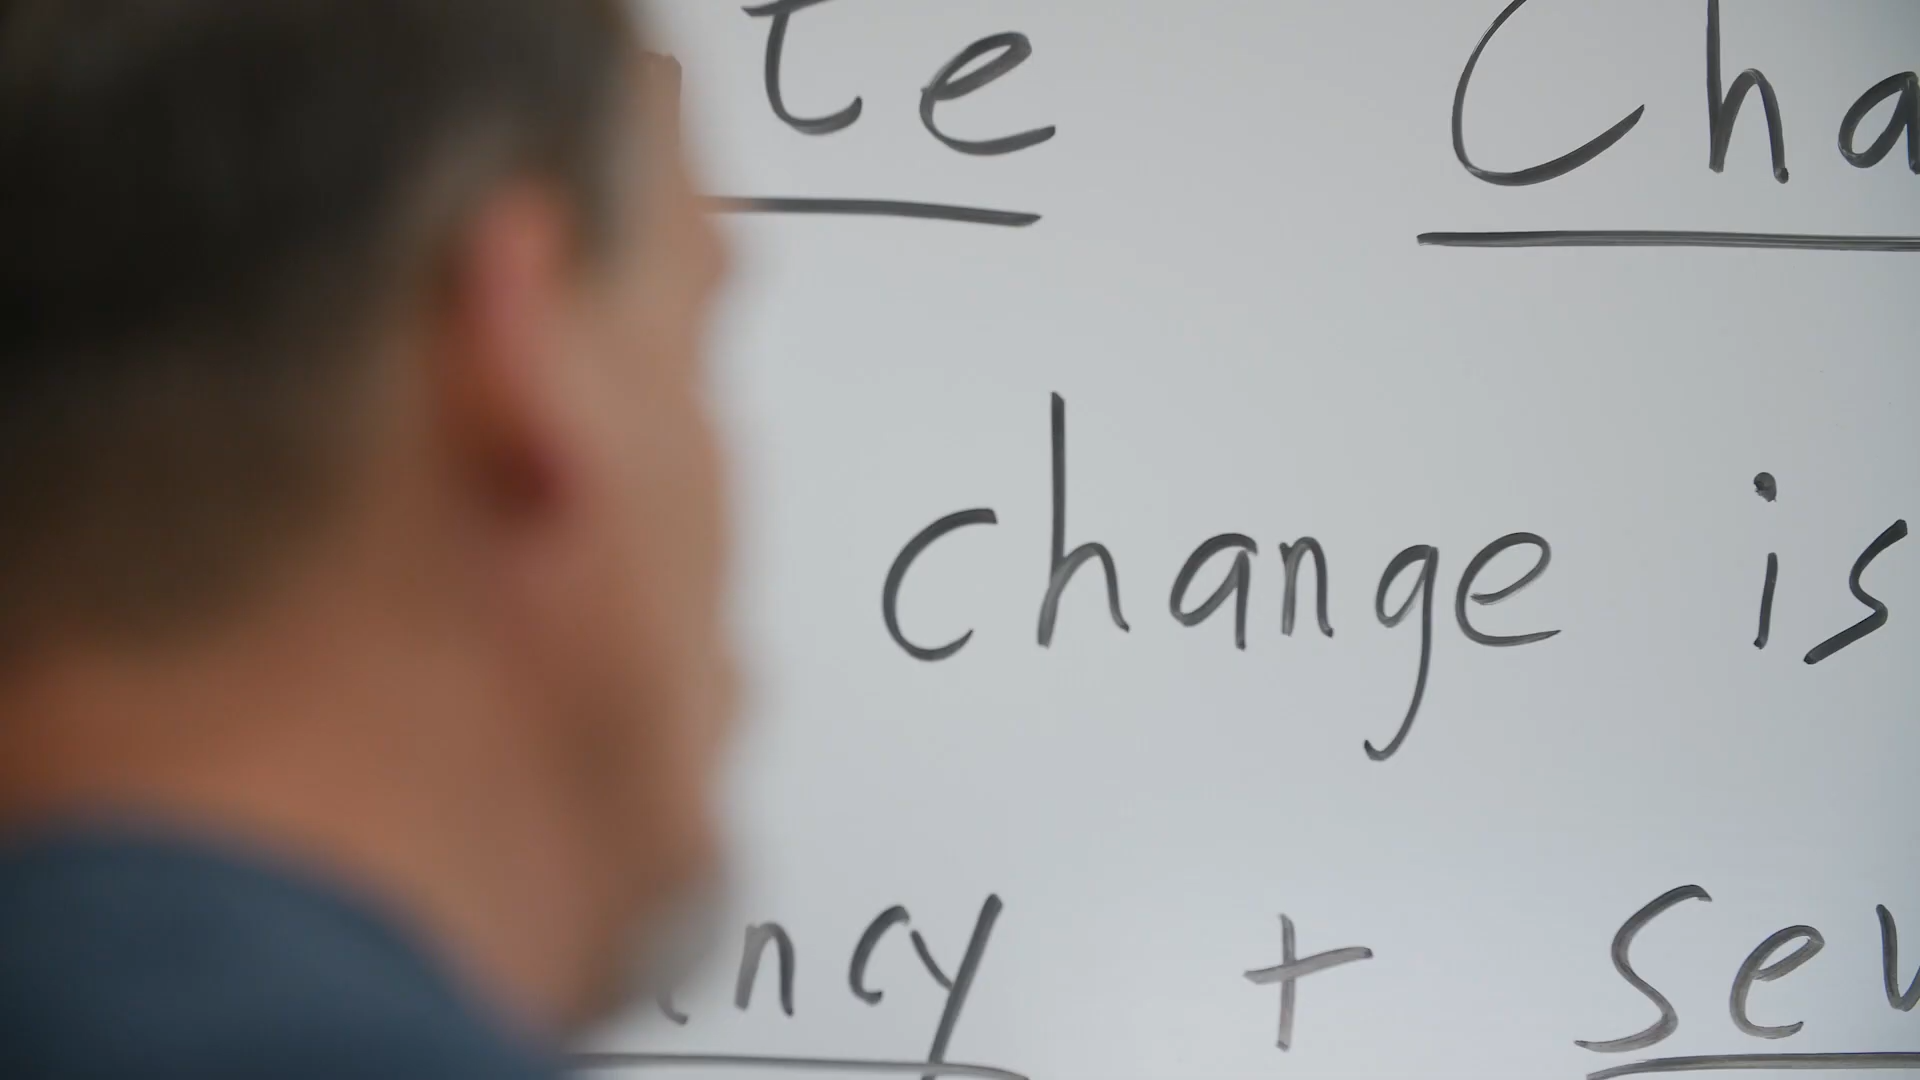 te Cha
change is
ncy + sev